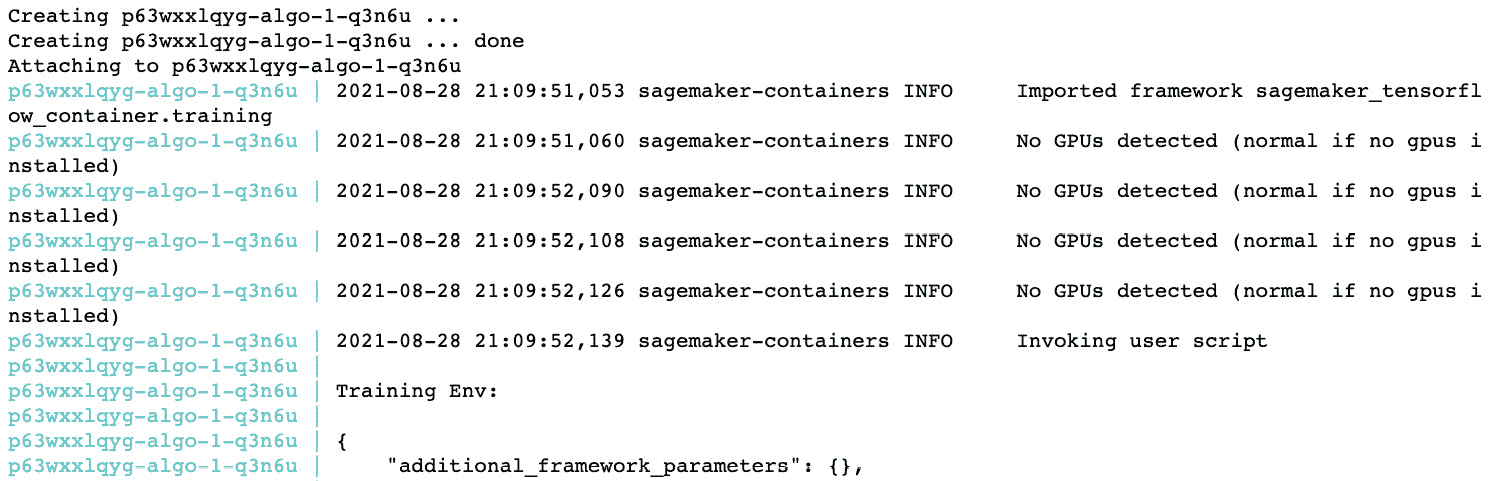 Creating p63wxxlqyg-algo-1-q3n6u ...
Creating p63wxxlqyg-algo-1-q3n6u ... done
Attaching to p63wxxlqyg-algo-1-q3n6u
p63wxxlqyg-algo-1-q3n6u | 2021-08-28 21:09:51,053 sagemaker-containers INFO     Imported framework sagemaker_tensorfl
ow_container.training
p63wxxlqyg-algo-1-q3n6u | 2021-08-28 21:09:51,060 sagemaker-containers INFO     No GPUs detected (normal if no gpus i
nstalled)
p63wxxlqyg-algo-1-q3n6u | 2021-08-28 21:09:52,090 sagemaker-containers INFO     No GPUs detected (normal if no gpus i
nstalled)
p63wxxlqyg-algo-1-q3n6u | 2021-08-28 21:09:52,108 sagemaker-containers INFO     No GPUs detected (normal if no gpus i
nstalled)
p63wxxlqyg-algo-1-q3n6u | 2021-08-28 21:09:52,126 sagemaker-containers INFO     No GPUs detected (normal if no gpus i
nstalled)
p63wxxlqyg-algo-1-q3n6u | 2021-08-28 21:09:52,139 sagemaker-containers INFO     Invoking user script
p63wxxlqyg-algo-1-q3n6u |
p63wxxlqyg-algo-1-q3n6u | Training Env:
p63wxxlqyg-algo-1-q3n6u |
p63wxxlqyg-algo-1-q3n6u | {
p63wxxlqyg-algo-1-q3n6u |     "additional_framework_parameters": {},